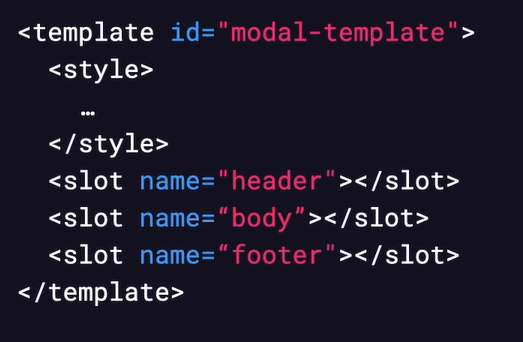 <template id="modal-template">
<style>
…
</style>
<slot name="header"></slot>
<slot name=“body”></slot>
<slot name=“footer"></slot>
</template>